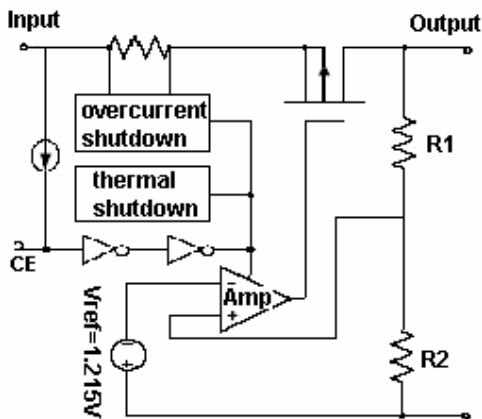 Input
Output
overcurrent
shutdown
R1
thermal
shutdown
CE
Amp
Vref=1.215V
R2